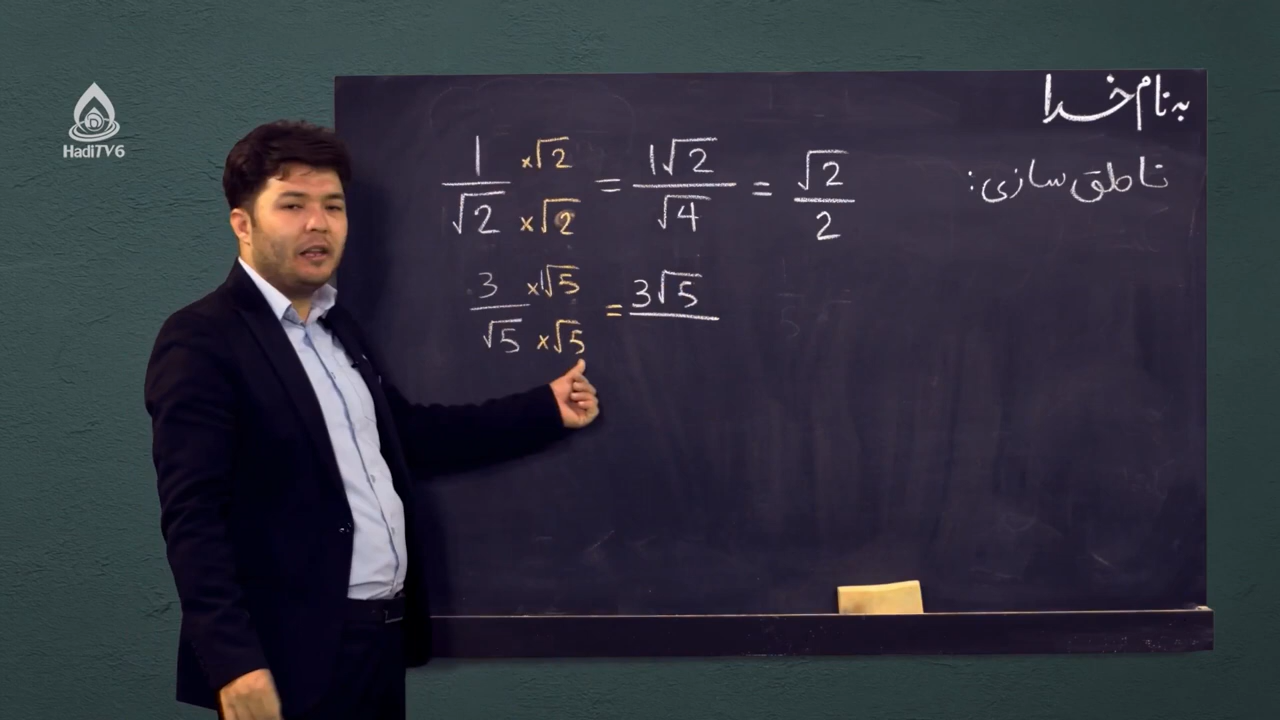 به نام خدا
ناطق سازی:
1/√2 ×√2/×√2 = 1√2/√4 = √2/2
3/√5 ×√5/×√5 = 3√5/
HadiTV6